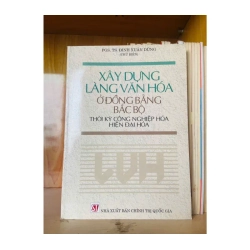 PGS. TS. ĐINH XUÂN DŨNG
CHỦ BIÊN
XÂY DỰNG
LÀNG VĂN HÓA
Ở ĐỒNG BẰNG
BẮC BỘ
THỜI KỲ CÔNG NGHIỆP HÓA
HIỆN ĐẠI HÓA
NHÀ XUẤT BẢN CHÍNH TRỊ QUỐC GIA